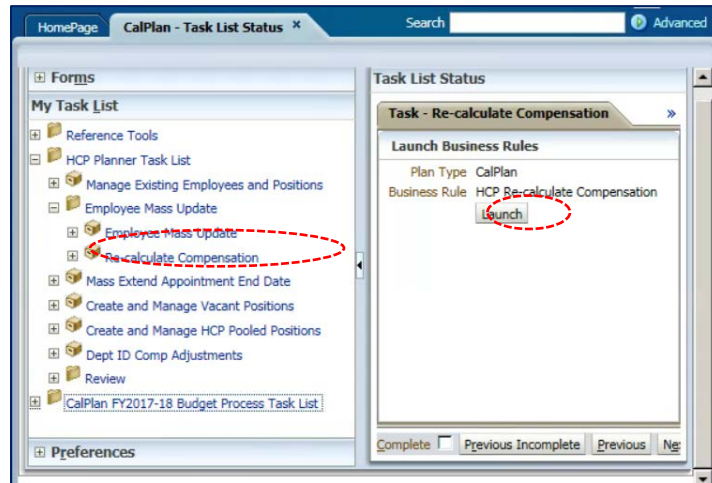 HomePage
CalPlan - Task List Status ×
Search
Advanced
Forms
My Task List
Reference Tools
HCP Planner Task List
Manage Existing Employees and Positions
Employee Mass Update
Employee Mass Update
Re-calculate Compensation
Mass Extend Appointment End Date
Create and Manage Vacant Positions
Create and Manage HCP Pooled Positions
Dept ID Comp Adjustments
Review
CalPlan FY2017-18 Budget Process Task List
Preferences
Task List Status
Task - Re-calculate Compensation »
Launch Business Rules
Plan Type CalPlan
Business Rule HCP Re-calculate Compensation
Launch
Complete Previous Incomplete Previous